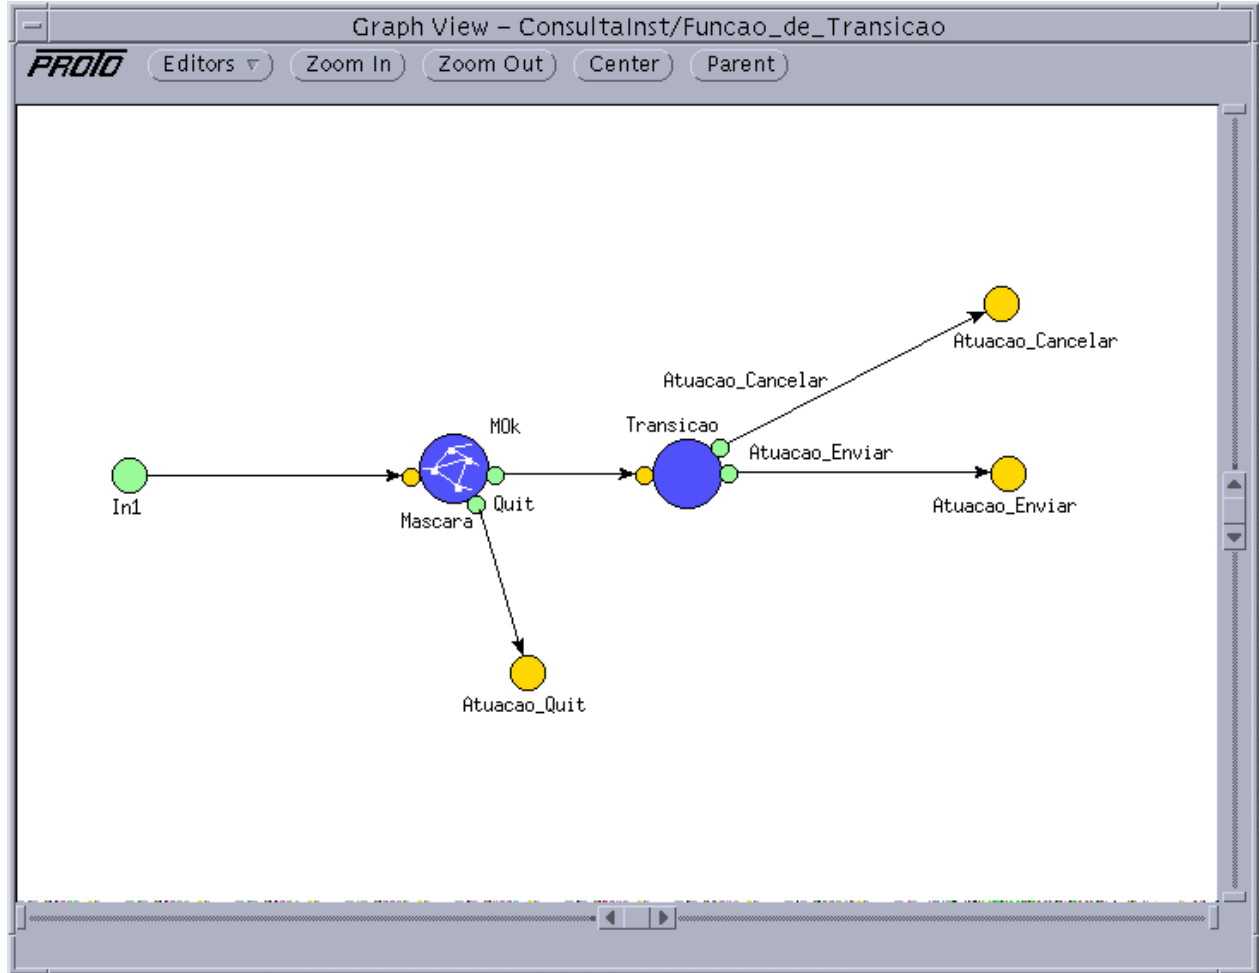 Graph View – ConsultaInst/Funcao_de_Transicao
PROTO Editors Zoom In Zoom Out Center Parent
Atuacao_Cancelar
Atuacao_Cancelar
MOk
Transicao
Atuacao_Enviar
In1
Quit
Mascara
Atuacao_Enviar
Atuacao_Quit